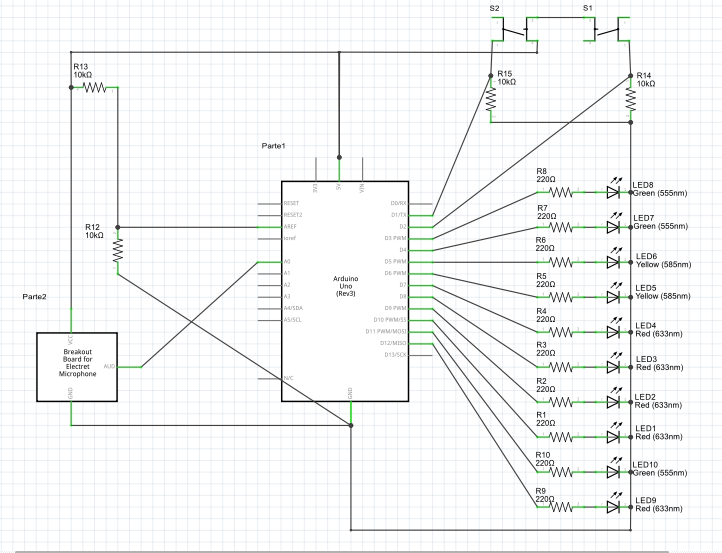 S2
S1
R13
10kΩ
R15
10kΩ
R14
10kΩ
Parte1
3V3
5V
VIN
R8
220Ω
LED8
Green (555nm)
RESET
D0/RX
RESET2
D1/TX
R7
220Ω
LED7
Green (555nm)
AREF
D2
R12
10kΩ
ioref
D3 PWM
D4
R6
220Ω
LED6
Yellow (585nm)
A0
D5 PWM
A1
D6 PWM
R5
220Ω
LED5
Yellow (585nm)
A2
D7
Arduino
Uno
(Rev3)
A3
D8
A4/SDA
D9 PWM
A5/SCL
D10 PWM/SS
D11 PWM/MOSI
D12/MISO
D13/SCK
Parte2
R4
220Ω
LED4
Red (633nm)
VCC
Breakout
Board for
Electret
Microphone
AUD
GND
R3
220Ω
LED3
Red (633nm)
N/C
GND
R2
220Ω
LED2
Red (633nm)
R1
220Ω
LED1
Red (633nm)
R10
220Ω
LED10
Green (555nm)
R9
220Ω
LED9
Red (633nm)